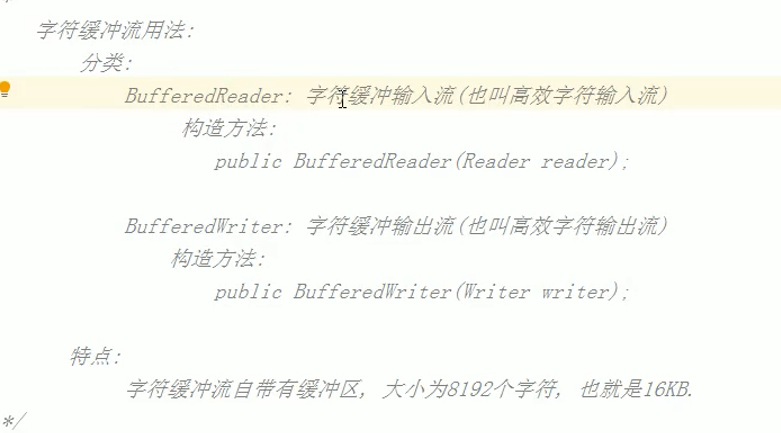 字符缓冲流用法:
分类:
BufferedReader: 字符缓冲输入流(也叫高效字符输入流)
构造方法:
public BufferedReader(Reader reader);
BufferedWriter: 字符缓冲输出流(也叫高效字符输出流)
构造方法:
public BufferedWriter(Writer writer);
特点:
字符缓冲流自带有缓冲区, 大小为8192个字符, 也就是16KB.
*/